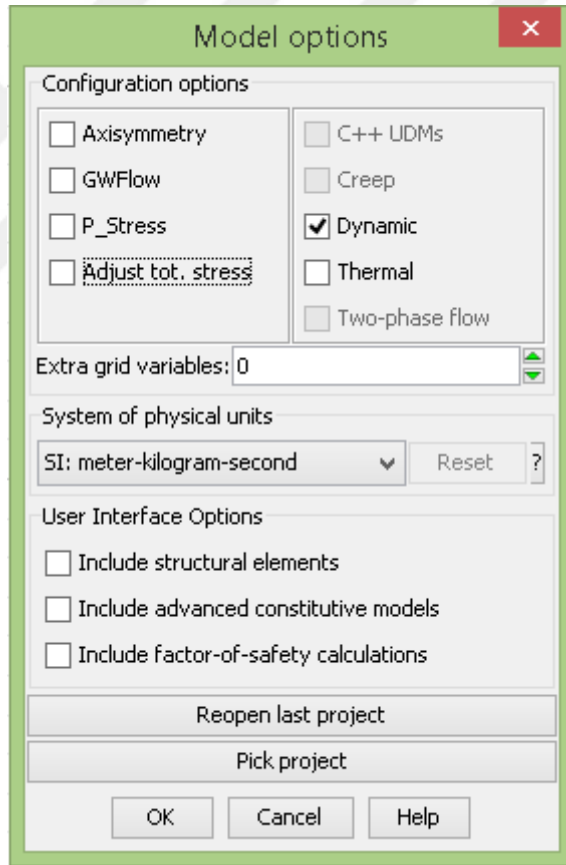 Model options
Configuration options
Axisymmetry
GWFlow
P_Stress
Adjust tot. stress
C++ UDMs
Creep
Dynamic
Thermal
Two-phase flow
Extra grid variables: 0
System of physical units
SI: meter-kilogram-second Reset ?
User Interface Options
Include structural elements
Include advanced constitutive models
Include factor-of-safety calculations
Reopen last project
Pick project
OK Cancel Help